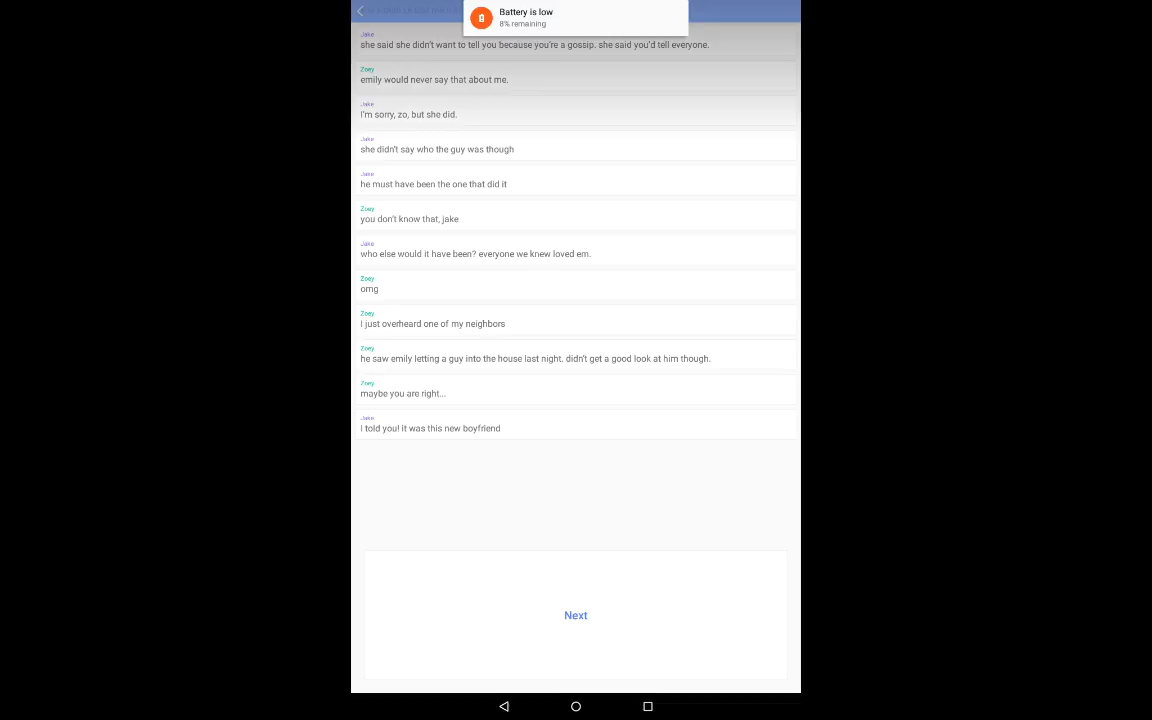 Battery is low
8% remaining
Jake
she said she didn't want to tell you because you're a gossip. she said you'd tell everyone.
Zoey
emily would never say that about me.
Jake
I'm sorry, zo, but she did.
Jake
she didn't say who the guy was though
Jake
he must have been the one that did it
Zoey
you don't know that, jake
Jake
who else would it have been? everyone we knew loved em.
Zoey
omg
Zoey
I just overheard one of my neighbors
Zoey
he saw emily letting a guy into the house last night. didn't get a good look at him though.
Zoey
maybe you are right...
Jake
I told you! it was this new boyfriend
Next